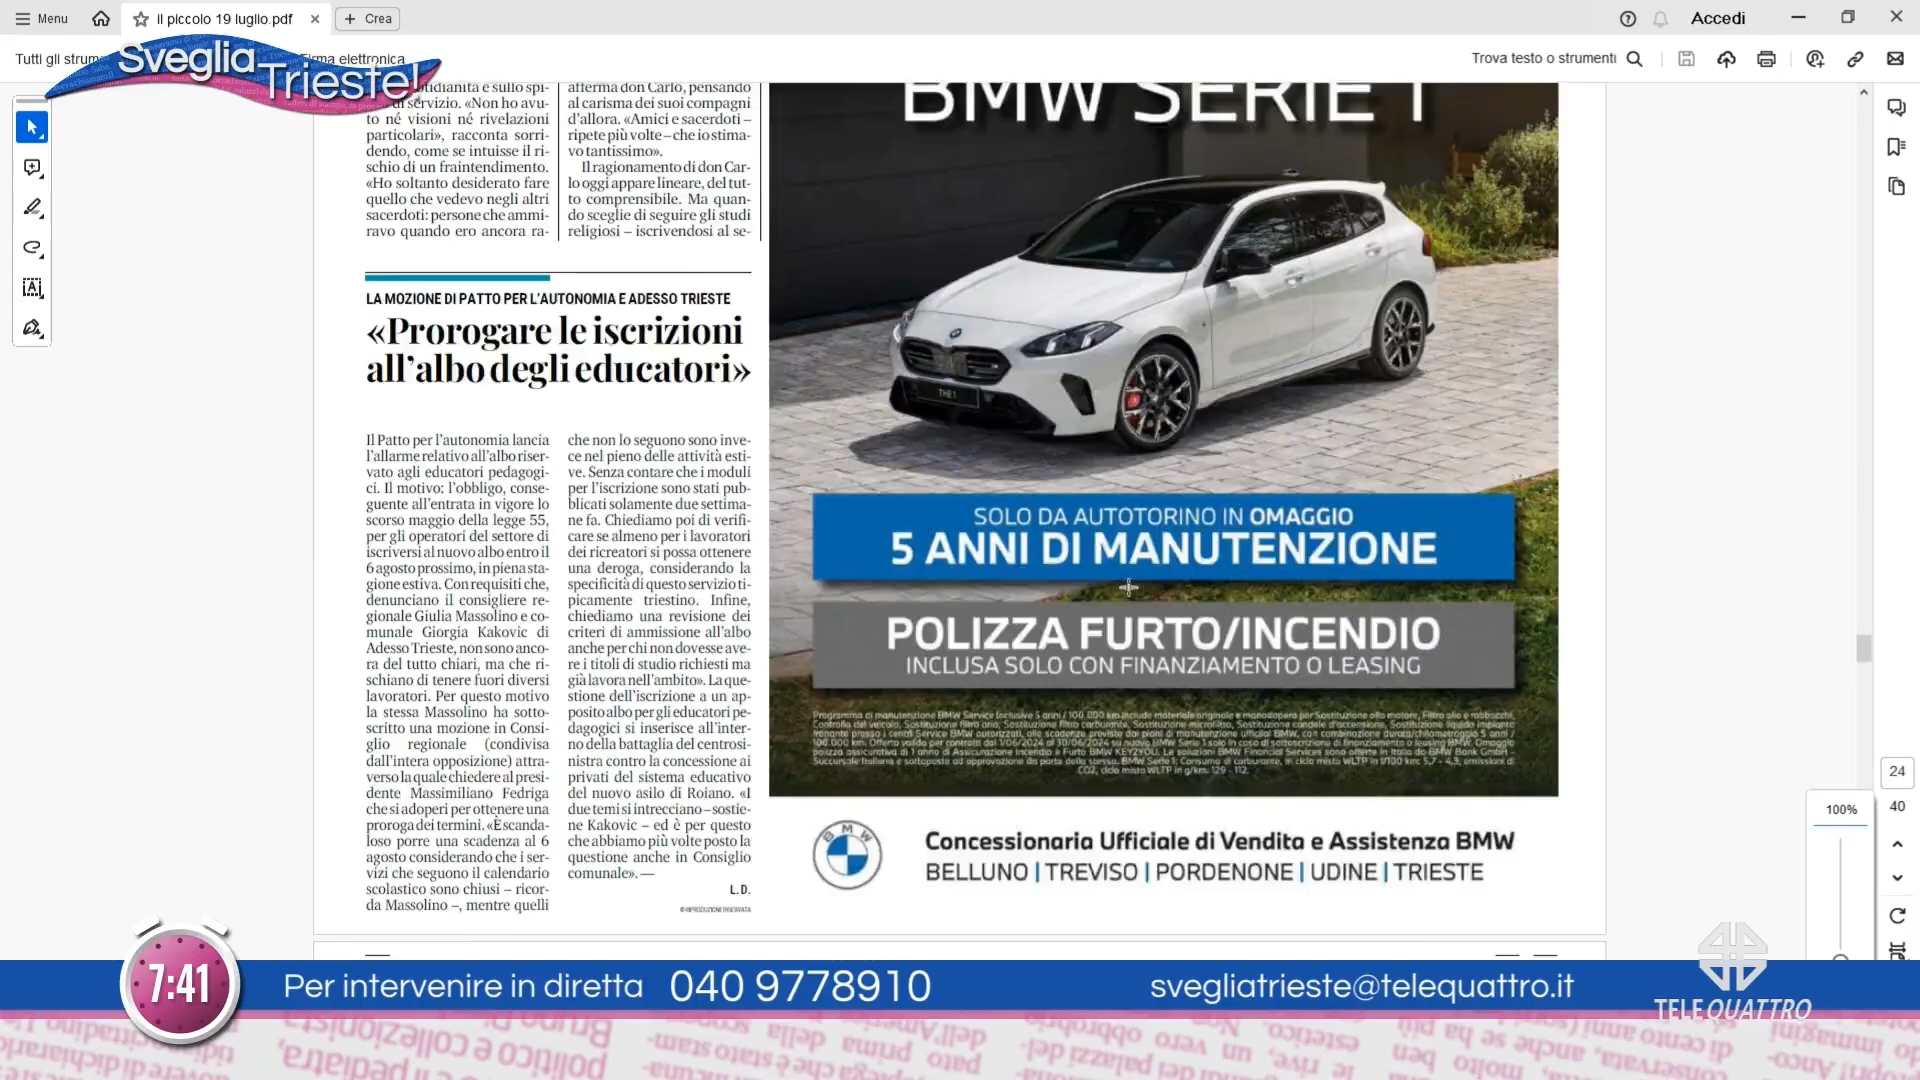 Menu
il piccolo 19 luglio.pdf
Crea
Accedi
Tutti gli strum
Firma elettronica
Trova testo o strumenti
Sveglia
Trieste!
tidianità e sullo spi-
di servizio. «Non ho avu-
to né visioni né rivelazioni
particolari», racconta sorri-
dendo, come se intuisse il ri-
schio di un fraintendimento.
«Ho soltanto desiderato fare
quello che vedevo negli altri
sacerdoti: persone che ammi-
ravo quando ero ancora ra-
afferma don Carlo, pensando
al carisma dei suoi compagni
d’allora. «Amici e sacerdoti –
ripete più volte – che io stima-
vo tantissimo».
Il ragionamento di don Car-
lo oggi appare lineare, del tut-
to comprensibile. Ma quan-
do sceglie di seguire gli studi
religiosi – iscrivendosi al se-
LA MOZIONE DI PATTO PER L’AUTONOMIA E ADESSO TRIESTE
«Prorogare le iscrizioni
all’albo degli educatori»
Il Patto per l’autonomia lancia
l’allarme relativo all’albo riser-
vato agli educatori pedagogi-
ci. Il motivo: l’obbligo, conse-
guente all’entrata in vigore lo
scorso maggio della legge 55,
per gli operatori del settore di
iscriversi al nuovo albo entro il
6 agosto prossimo, in piena sta-
gione estiva. Con requisiti che,
denunciano il consigliere re-
gionale Giulia Massolino e co-
munale Giorgia Kakovic di
Adesso Trieste, non sono anco-
ra del tutto chiari, ma che ri-
schiano di tenere fuori diversi
lavoratori. Per questo motivo
la stessa Massolino ha sotto-
scritto una mozione in Consi-
glio regionale (condivisa
dall’intera opposizione) attra-
verso la quale chiedere al presi-
dente Massimiliano Fedriga
che si adoperi per ottenere una
proroga dei termini. «È scanda-
loso porre una scadenza al 6
agosto considerando che i ser-
vizi che seguono il calendario
scolastico sono chiusi – ricor-
da Massolino –, mentre quelli
che non lo seguono sono inve-
ce nel pieno delle attività esti-
ve. Senza contare che i moduli
per l’iscrizione sono stati pub-
blicati solamente due settima-
ne fa. Chiediamo poi di verifi-
care se almeno per i lavoratori
dei ricreatori si possa ottenere
una deroga, considerando la
specificità di questo servizio ti-
picamente triestino. Infine,
chiediamo una revisione dei
criteri di ammissione all’albo
anche per chi non dovesse ave-
re i titoli di studio richiesti ma
già lavora nell’ambito». La que-
stione dell’iscrizione a un ap-
posito albo per gli educatori pe-
dagogici si inserisce all’inter-
no della battaglia del centrosi-
nistra contro la concessione ai
privati del sistema educativo
del nuovo asilo di Roiano. «I
due temi si intrecciano – sostie-
ne Kakovic – ed è per questo
che abbiamo più volte posto la
questione anche in Consiglio
comunale». —
L.D.
©RIPRODUZIONE RISERVATA
BMW SERIE 1
THE 1
SOLO DA AUTOTORINO IN OMAGGIO
5 ANNI DI MANUTENZIONE
POLIZZA FURTO/INCENDIO
INCLUSA SOLO CON FINANZIAMENTO O LEASING
BMW
Concessionaria Ufficiale di Vendita e Assistenza BMW
BELLUNO | TREVISO | PORDENONE | UDINE | TRIESTE
24
40
100%
7:41
Per intervenire in diretta 040 9778910
svegliatrieste@telequattro.it
TELEQUATTRO